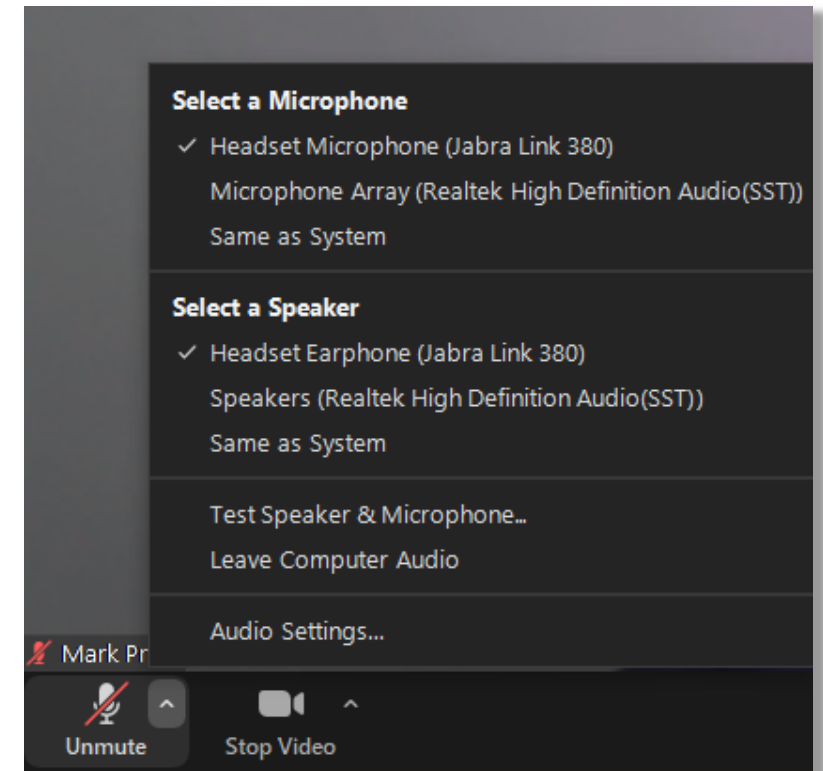 Select a Microphone
Headset Microphone (Jabra Link 380)
Microphone Array (Realtek High Definition Audio(SST))
Same as System
Select a Speaker
Headset Earphone (Jabra Link 380)
Speakers (Realtek High Definition Audio(SST))
Same as System
Test Speaker & Microphone...
Leave Computer Audio
Audio Settings...
Mark Pr
Unmute
Stop Video